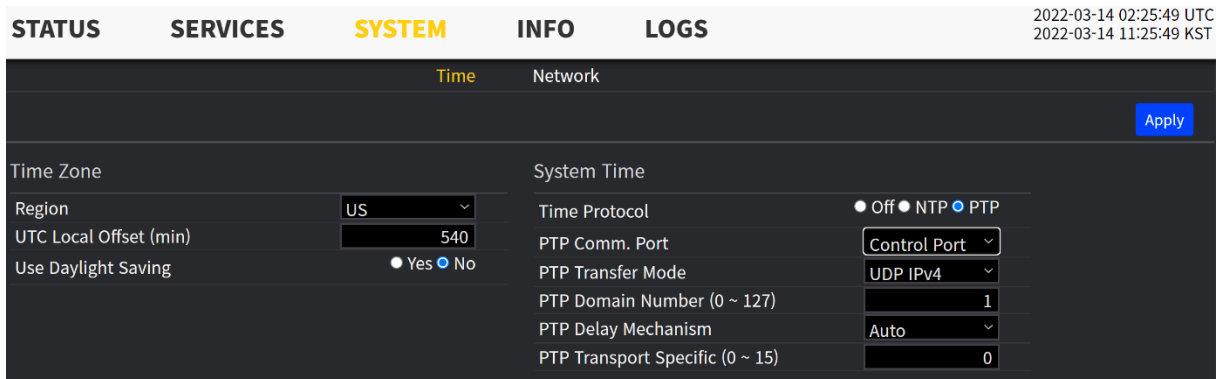 STATUS SERVICES SYSTEM INFO LOGS
2022-03-14 02:25:49 UTC
2022-03-14 11:25:49 KST
Time Network
Apply
Time Zone
Region US
UTC Local Offset (min) 540
Use Daylight Saving Yes No
System Time
Time Protocol Off NTP PTP
PTP Comm. Port Control Port
PTP Transfer Mode UDP IPv4
PTP Domain Number (0 ~ 127) 1
PTP Delay Mechanism Auto
PTP Transport Specific (0 ~ 15) 0